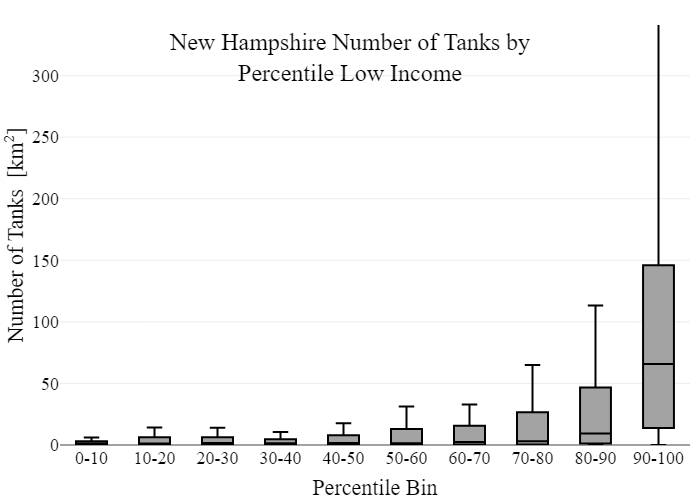 New Hampshire Number of Tanks by
Percentile Low Income
Number of Tanks [km²]
300
250
200
150
100
50
0
0-10 10-20 20-30 30-40 40-50 50-60 60-70 70-80 80-90 90-100
Percentile Bin